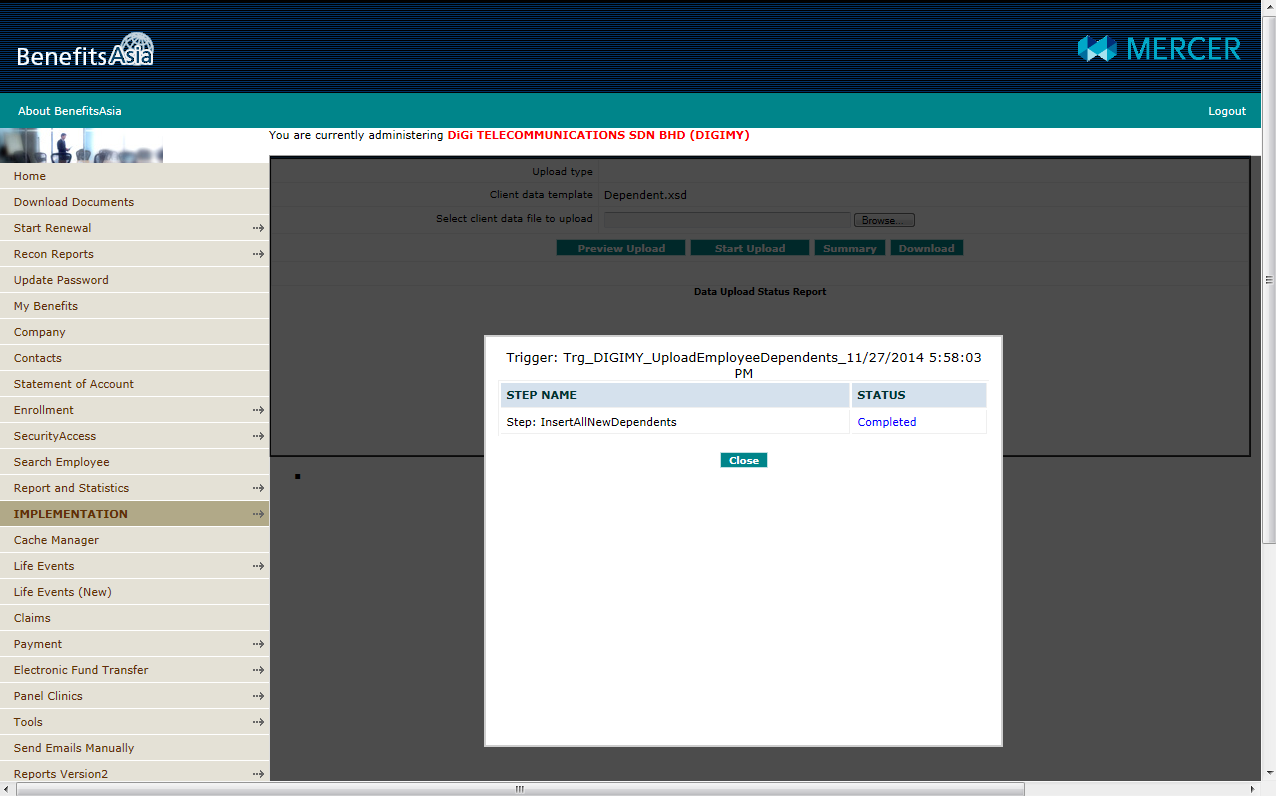 BenefitsAsia
MERCER
About BenefitsAsia
Logout
You are currently administering DiGi TELECOMMUNICATIONS SDN BHD (DIGIMY)
Home
Download Documents
Start Renewal
Recon Reports
Update Password
My Benefits
Company
Contacts
Statement of Account
Enrollment
SecurityAccess
Search Employee
Report and Statistics
IMPLEMENTATION
Cache Manager
Life Events
Life Events (New)
Claims
Payment
Electronic Fund Transfer
Panel Clinics
Tools
Send Emails Manually
Reports Version2
Upload type
Client data template Dependent.xsd
Select client data file to upload Browse...
Preview Upload Start Upload Summary Download
Data Upload Status Report
Trigger: Trg_DIGIMY_UploadEmployeeDependents_11/27/2014 5:58:03
PM
STEP NAME STATUS
Step: InsertAllNewDependents Completed
Close